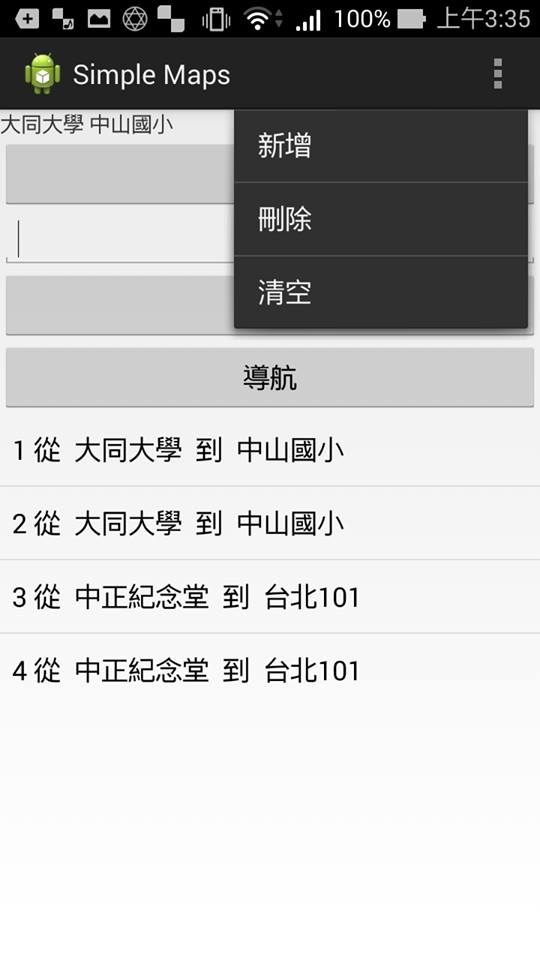 100% 上午3:35
Simple Maps
大同大學 中山國小
新增
刪除
清空
導航
1 從 大同大學 到 中山國小
2 從 大同大學 到 中山國小
3 從 中正紀念堂 到 台北101
4 從 中正紀念堂 到 台北101